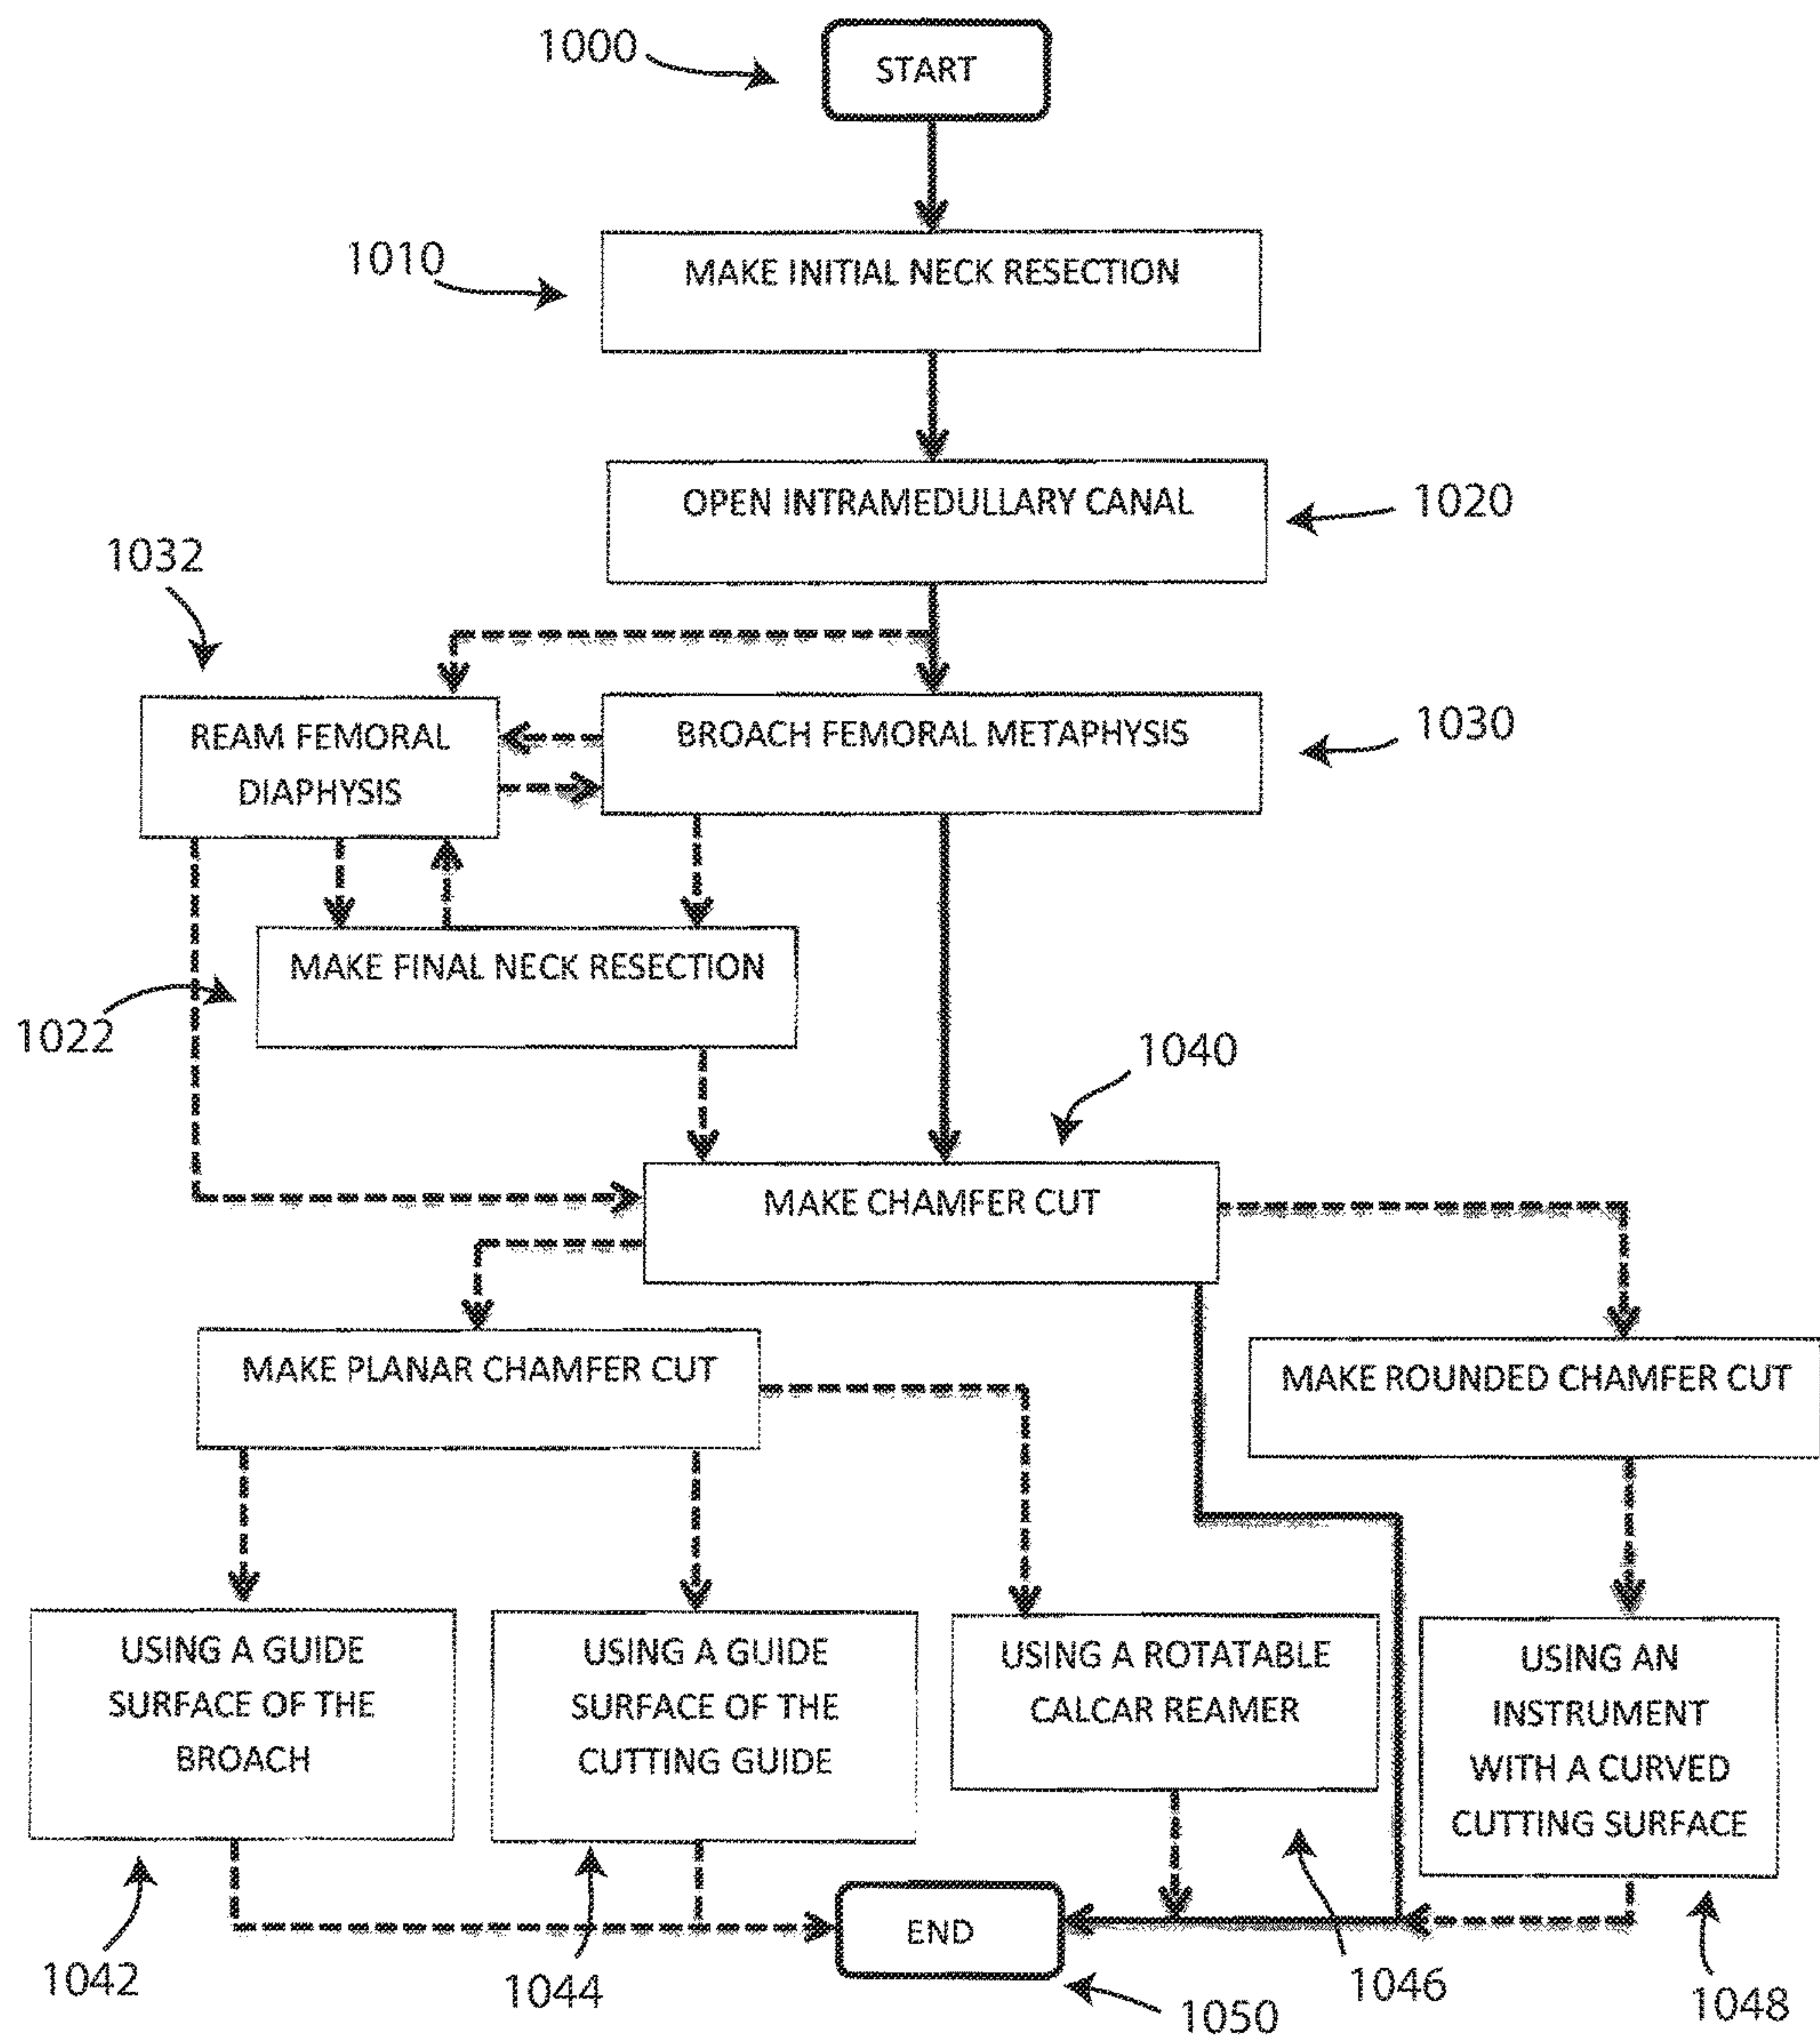 1000
START
1010
MAKE INITIAL NECK RESECTION
OPEN INTRAMEDULLARY CANAL
1020
1032
REAM FEMORAL
DIAPHYSIS
BROACH FEMORAL METAPHYSIS
1030
MAKE FINAL NECK RESECTION
1022
1040
MAKE CHAMFER CUT
MAKE PLANAR CHAMFER CUT
MAKE ROUNDED CHAMFER CUT
USING A GUIDE
SURFACE OF THE
BROACH
USING A GUIDE
SURFACE OF THE
CUTTING GUIDE
USING A ROTATABLE
CALCAR REAMER
USING AN
INSTRUMENT
WITH A CURVED
CUTTING SURFACE
END
1042
1044
1050
1046
1048